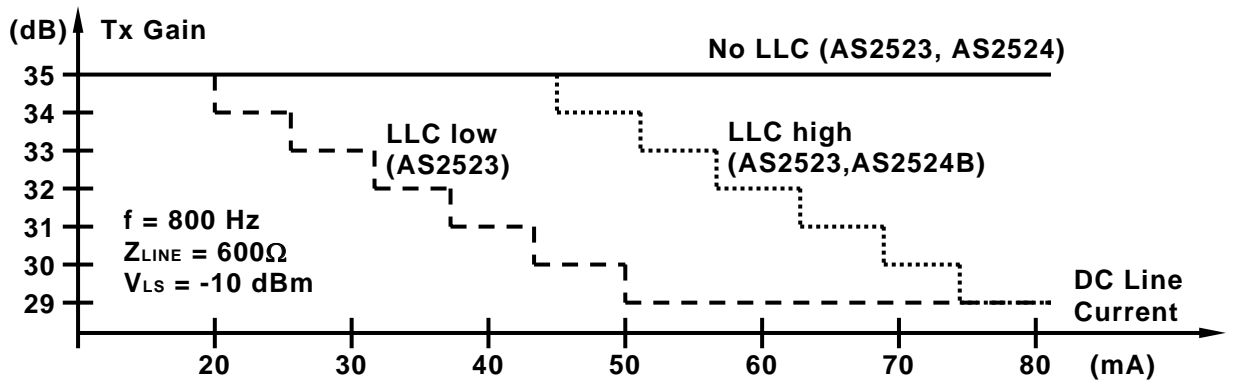 (dB) Tx Gain
No LLC (AS2523, AS2524)
35
34
33
32
31
30
29
LLC low
(AS2523)
LLC high
(AS2523,AS2524B)
f = 800 Hz
ZLINE = 600Ω
VLS = -10 dBm
DC Line
Current
20 30 40 50 60 70 80 (mA)